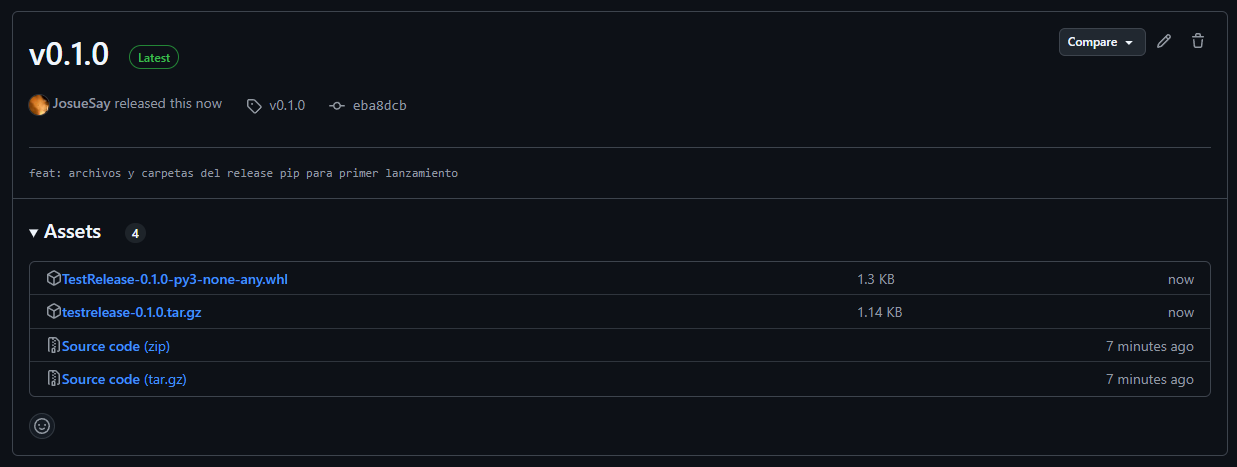 v0.1.0 Latest Compare
JosueSay released this now v0.1.0 eba8dcb
feat: archivos y carpetas del release pip para primer lanzamiento
Assets 4
TestRelease-0.1.0-py3-none-any.whl 1.3 KB now
testrelease-0.1.0.tar.gz 1.14 KB now
Source code (zip) 7 minutes ago
Source code (tar.gz) 7 minutes ago